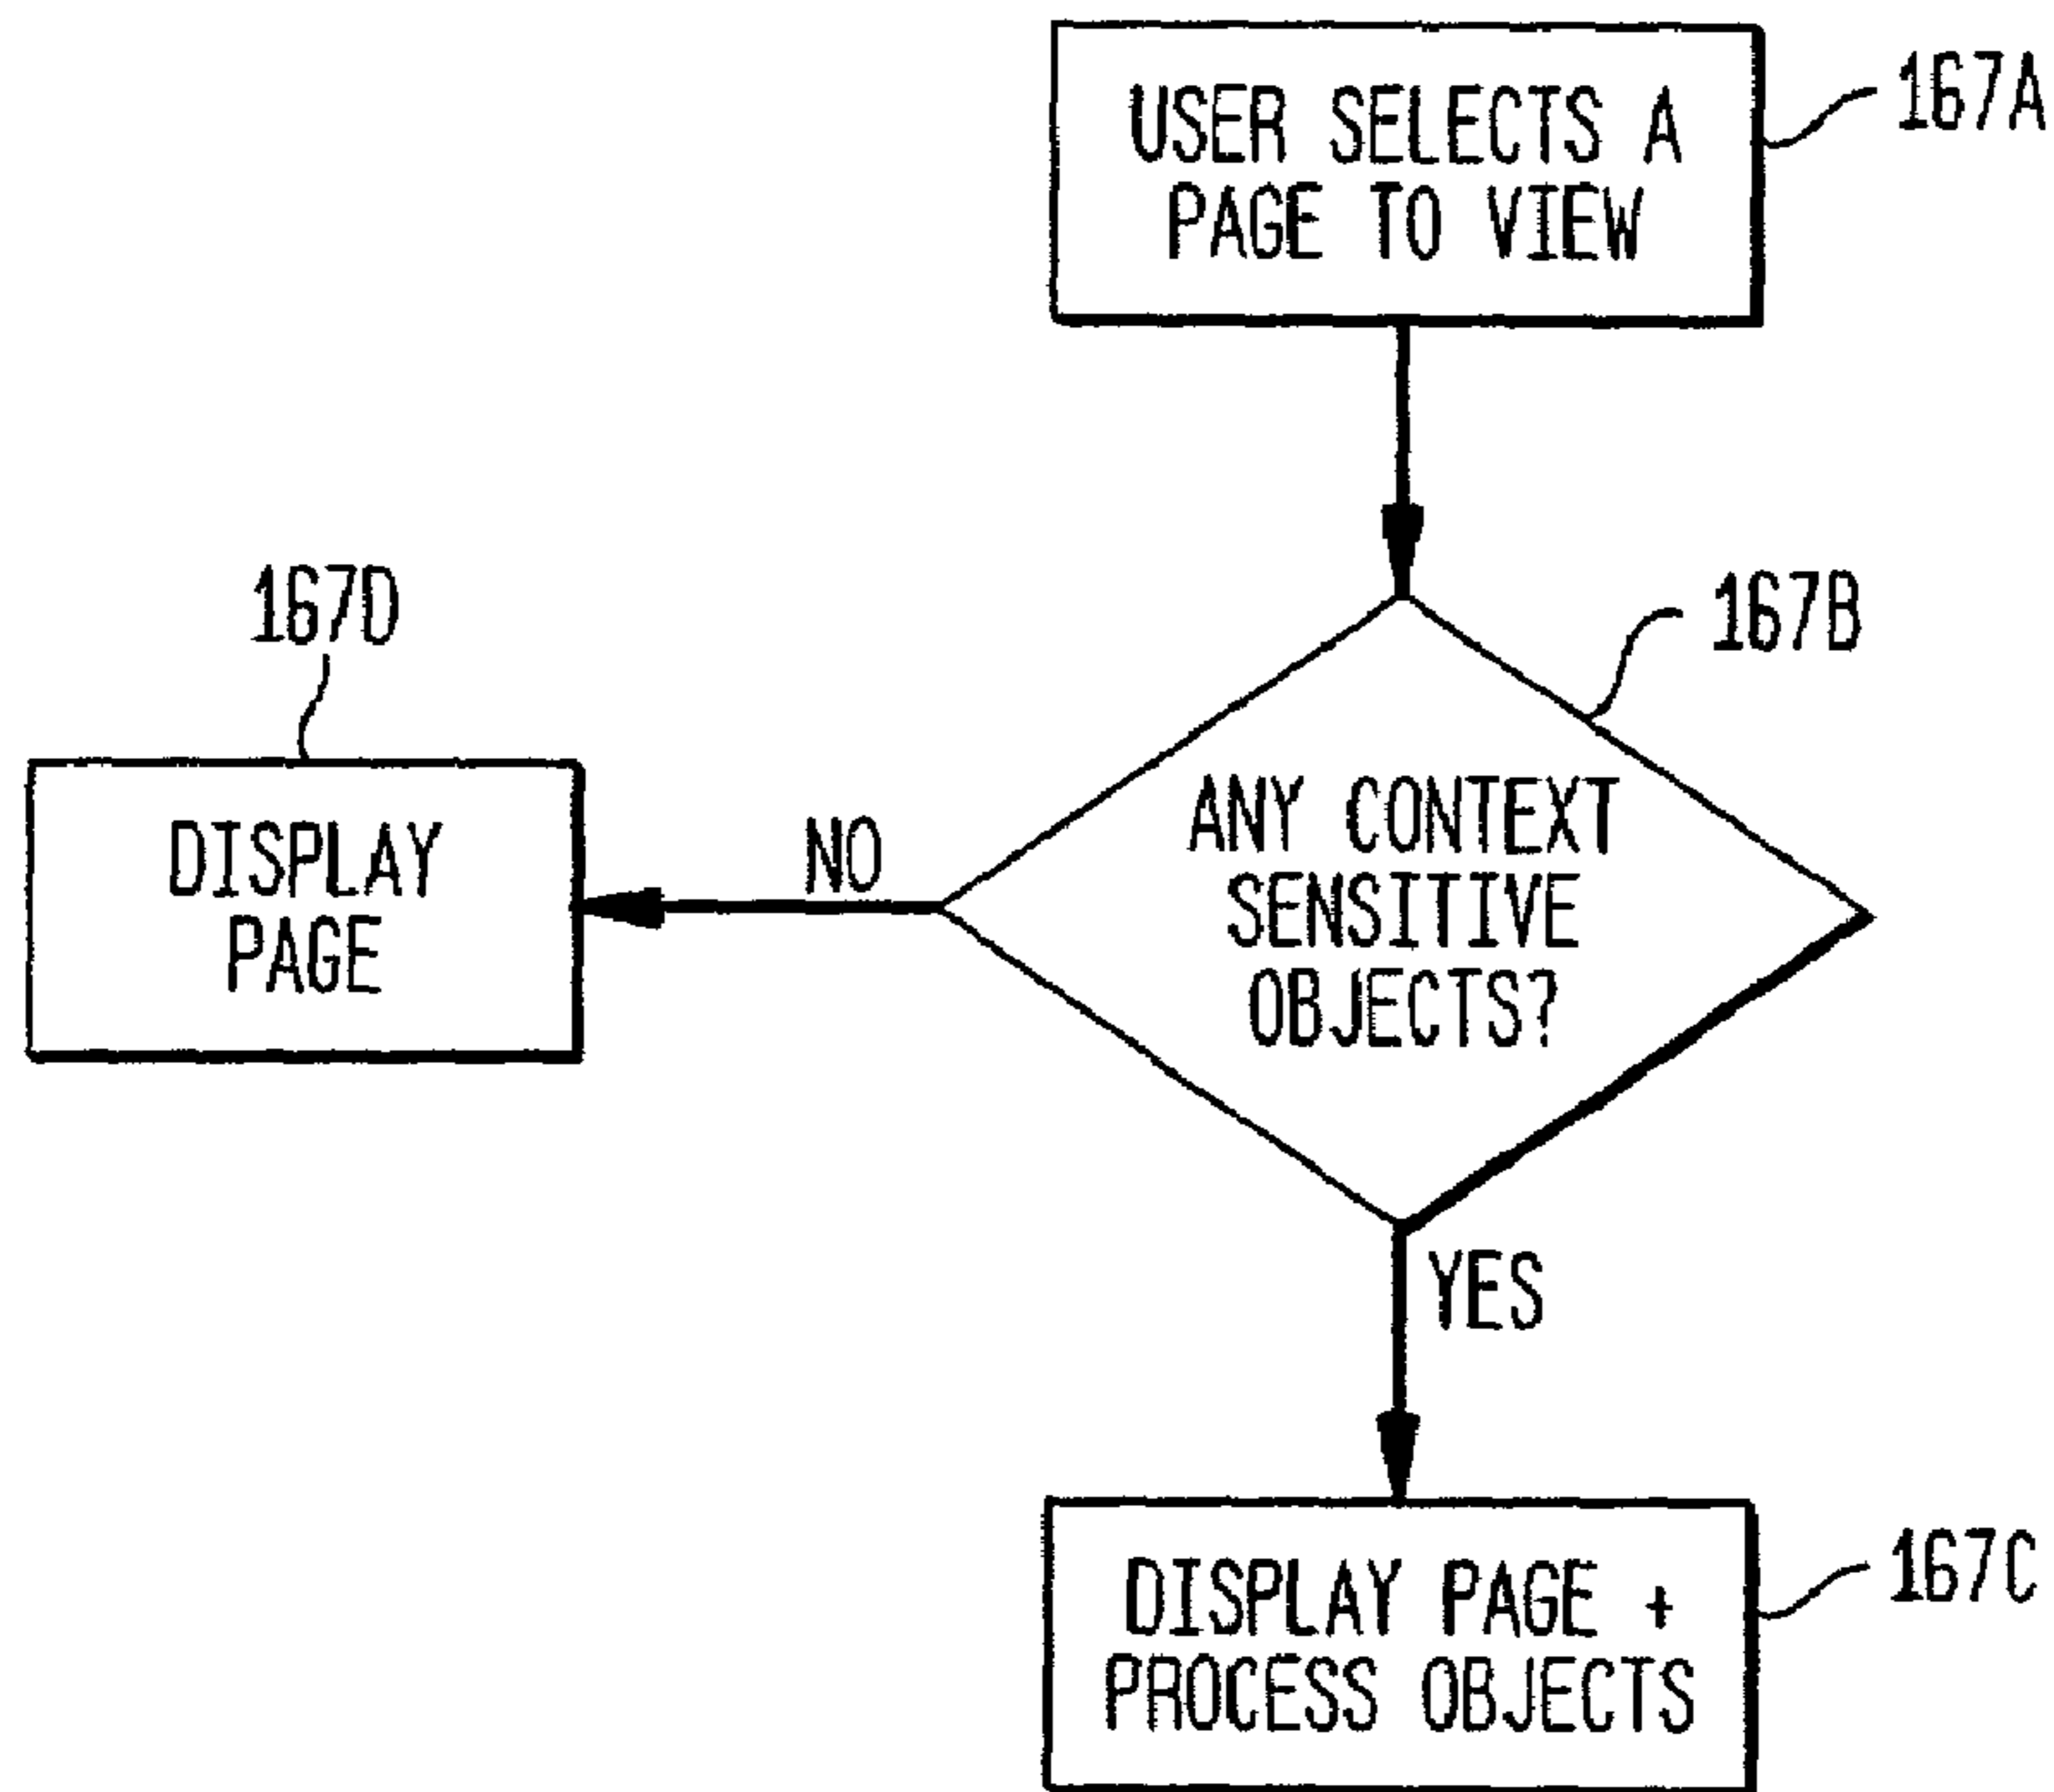 USER SELECTS A
PAGE TO VIEW
167A
167B
ANY CONTEXT
SENSITIVE
OBJECTS?
NO
167D
DISPLAY
PAGE
YES
DISPLAY PAGE +
PROCESS OBJECTS
167C